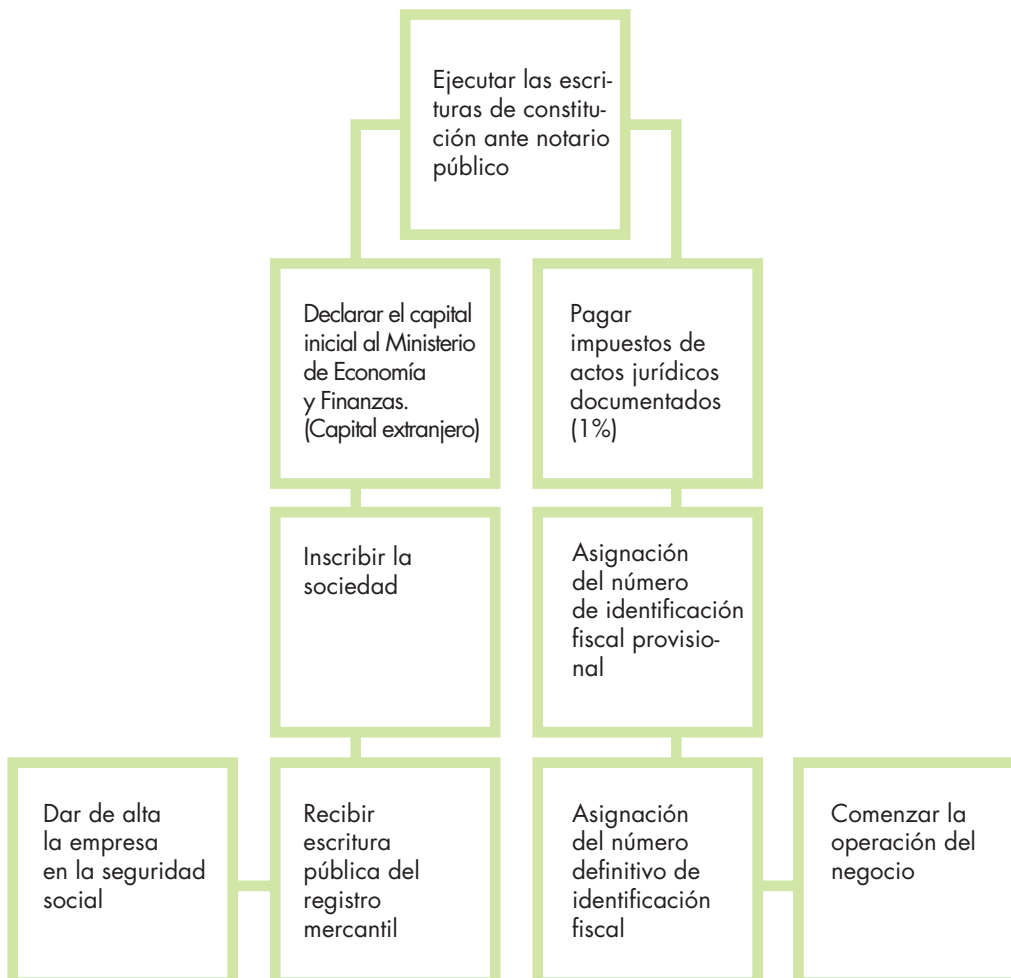 Ejecutar las escri-
turas de constitu-
ción ante notario
público
Declarar el capital
inicial al Ministerio
de Economía
y Finanzas.
(Capital extranjero)
Pagar
impuestos de
actos jurídicos
documentados
(1%)
Inscribir la
sociedad
Asignación
del número
de identificación
fiscal provisio-
nal
Dar de alta
la empresa
en la seguridad
social
Recibir
escritura
pública del
registro
mercantil
Asignación
del número
definitivo de
identificación
fiscal
Comenzar la
operación del
negocio